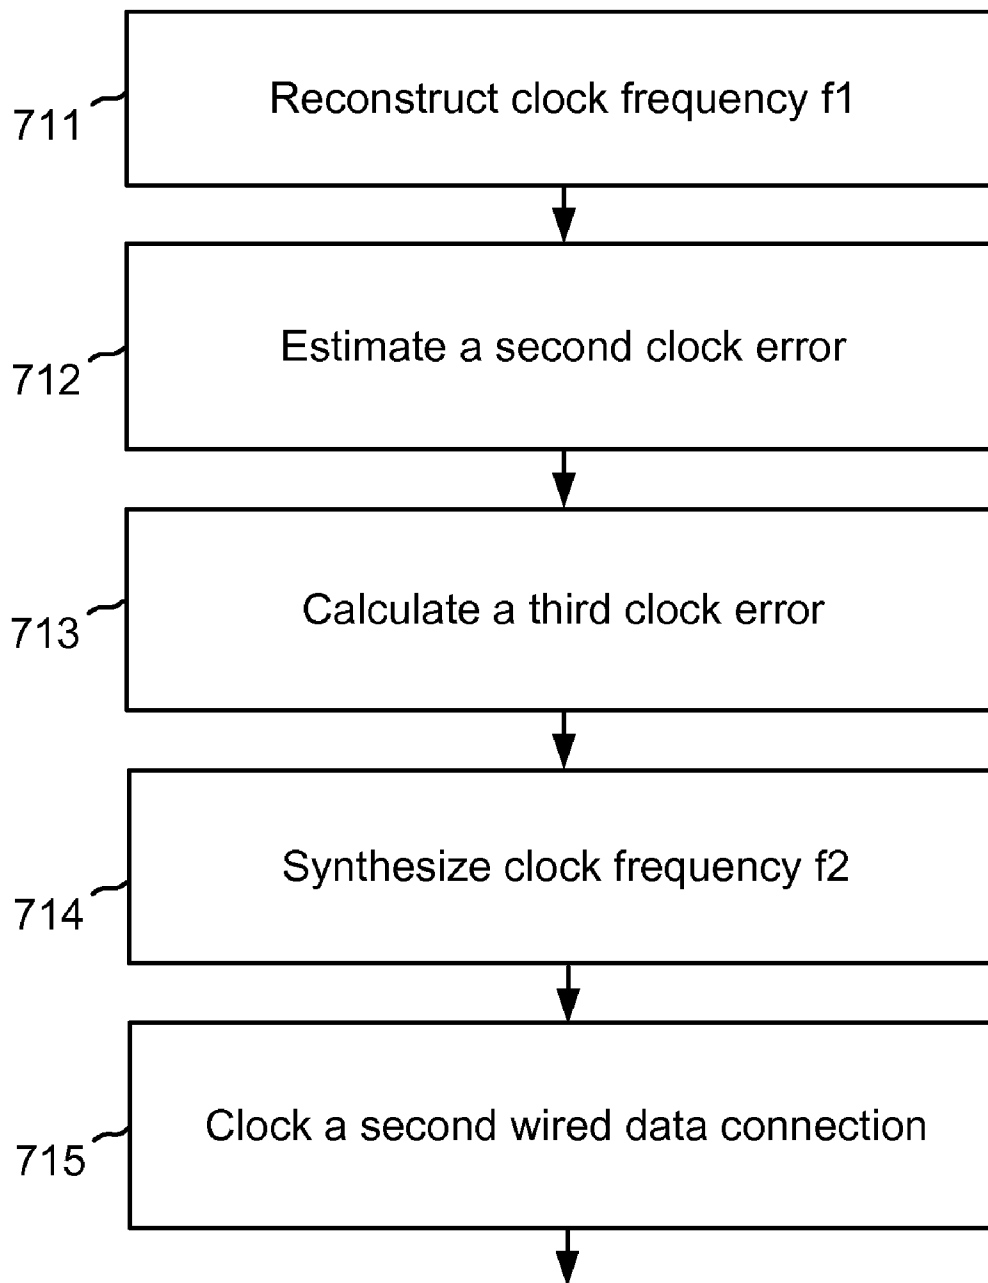 Reconstruct clock frequency f1
711
Estimate a second clock error
712
Calculate a third clock error
713
Synthesize clock frequency f2
714
Clock a second wired data connection
715